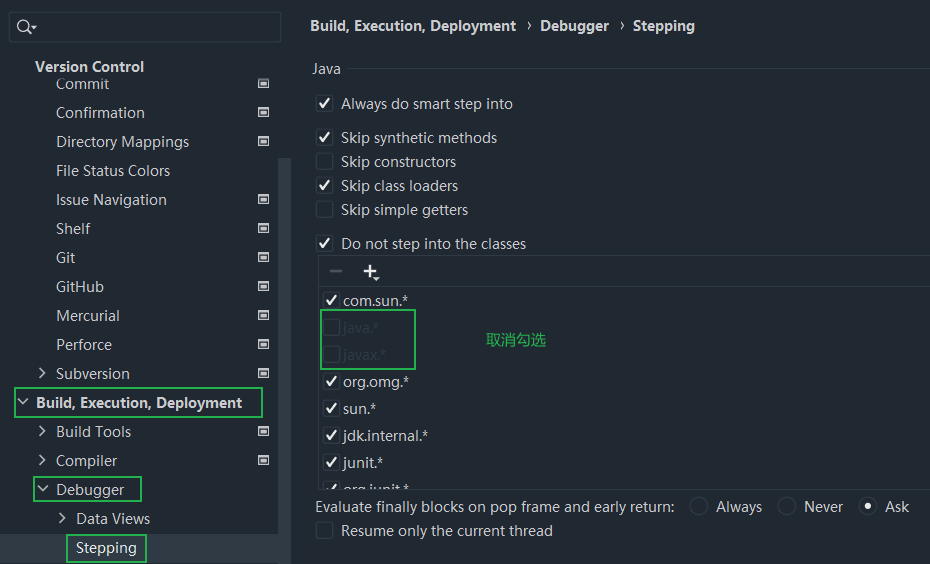 Version Control
Commit
Confirmation
Directory Mappings
File Status Colors
Issue Navigation
Shelf
Git
GitHub
Mercurial
Perforce
Subversion
Build, Execution, Deployment
Build Tools
Compiler
Debugger
Data Views
Stepping
Build, Execution, Deployment › Debugger › Stepping
Java
Always do smart step into
Skip synthetic methods
Skip constructors
Skip class loaders
Skip simple getters
Do not step into the classes
com.sun.*
java.*
javax.*
取消勾选
org.omg.*
sun.*
jdk.internal.*
junit.*
org.junit.*
Evaluate finally blocks on pop frame and early return: Always Never Ask
Resume only the current thread